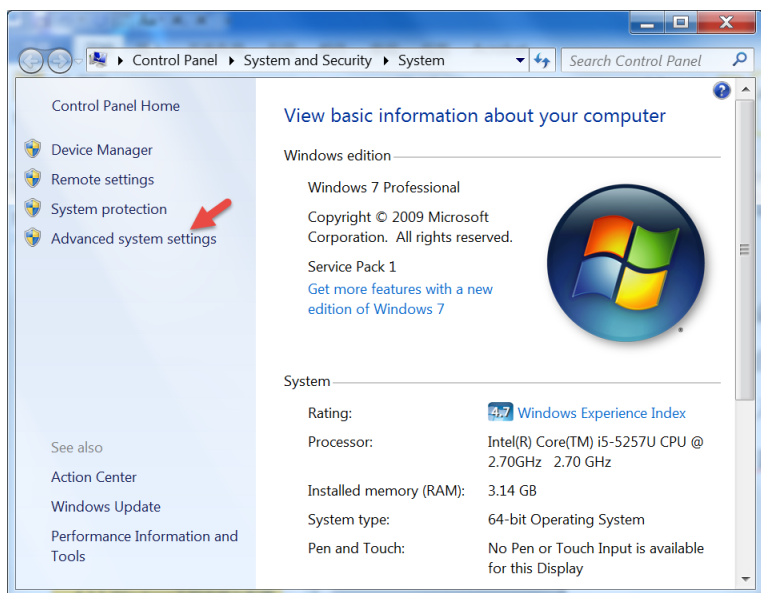 Control Panel System and Security System
Search Control Panel
Control Panel Home
Device Manager
Remote settings
System protection
Advanced system settings
See also
Action Center
Windows Update
Performance Information and
Tools
View basic information about your computer
Windows edition
Windows 7 Professional
Copyright © 2009 Microsoft
Corporation. All rights reserved.
Service Pack 1
Get more features with a new
edition of Windows 7
System
Rating: 4.7 Windows Experience Index
Processor: Intel(R) Core(TM) i5-5257U CPU @
2.70GHz 2.70 GHz
Installed memory (RAM): 3.14 GB
System type: 64-bit Operating System
Pen and Touch: No Pen or Touch Input is available
for this Display